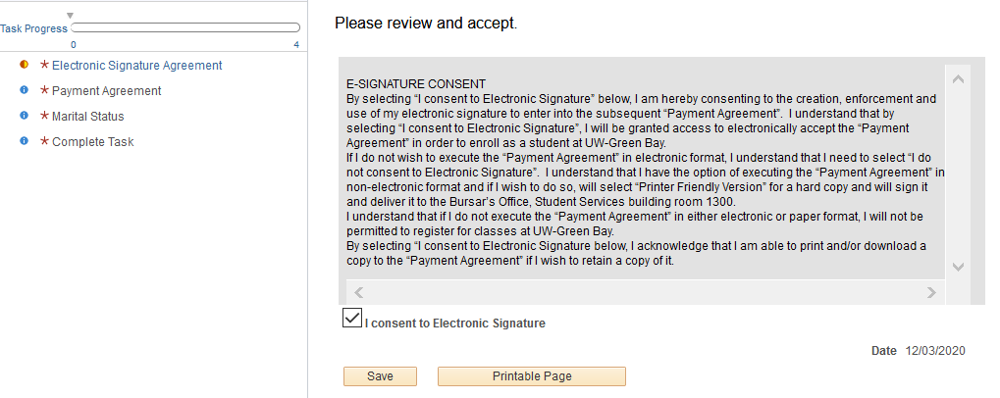 Task Progress
0 4
* Electronic Signature Agreement
* Payment Agreement
* Marital Status
* Complete Task
Please review and accept.
E-SIGNATURE CONSENT
By selecting “I consent to Electronic Signature” below, I am hereby consenting to the creation, enforcement and
use of my electronic signature to enter into the subsequent “Payment Agreement”.  I understand that by
selecting “I consent to Electronic Signature”, I will be granted access to electronically accept the “Payment
Agreement” in order to enroll as a student at UW-Green Bay.
If I do not wish to execute the “Payment Agreement” in electronic format, I understand that I need to select “I do
not consent to Electronic Signature”.  I understand that I have the option of executing the “Payment Agreement” in
non-electronic format and if I wish to do so, will select “Printer Friendly Version” for a hard copy and will sign it
and deliver it to the Bursar’s Office, Student Services building room 1300.
I understand that if I do not execute the “Payment Agreement” in either electronic or paper format, I will not be
permitted to register for classes at UW-Green Bay.
By selecting “I consent to Electronic Signature below, I acknowledge that I am able to print and/or download a
copy to the “Payment Agreement” if I wish to retain a copy of it.
I consent to Electronic Signature
Date 12/03/2020
Save Printable Page